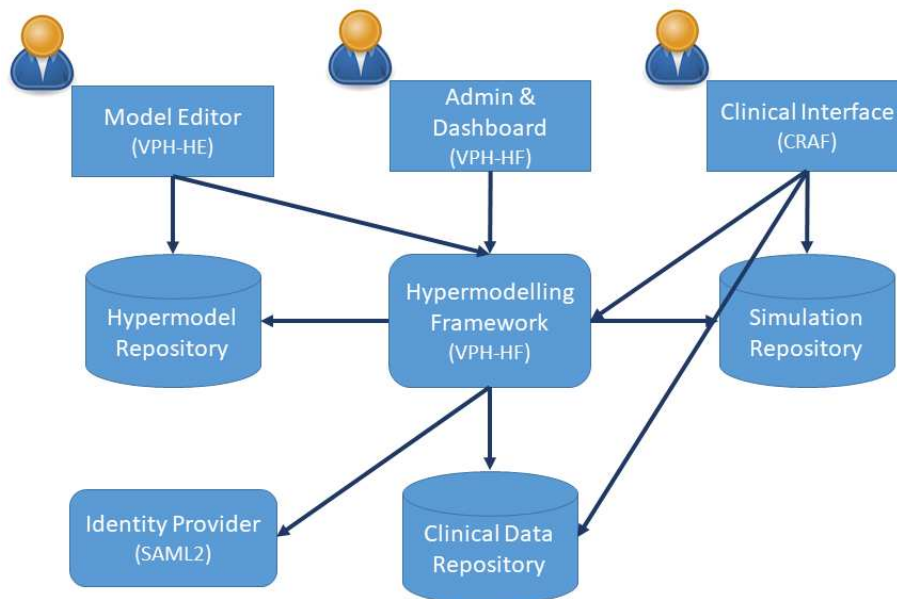 Model Editor
(VPH-HE)
Admin &
Dashboard
(VPH-HF)
Clinical Interface
(CRAF)
Hypermodel
Repository
Hypermodelling
Framework
(VPH-HF)
Simulation
Repository
Identity Provider
(SAML2)
Clinical Data
Repository